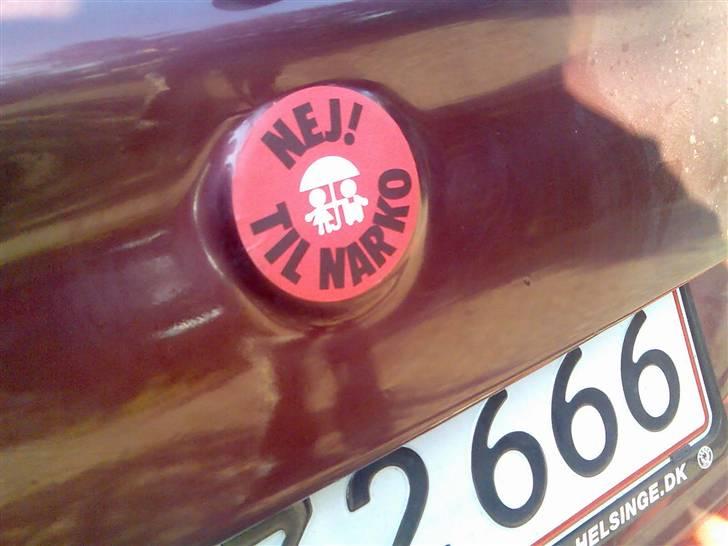 NEJ!
TIL NARKO
2 666
HELSINGE.DK